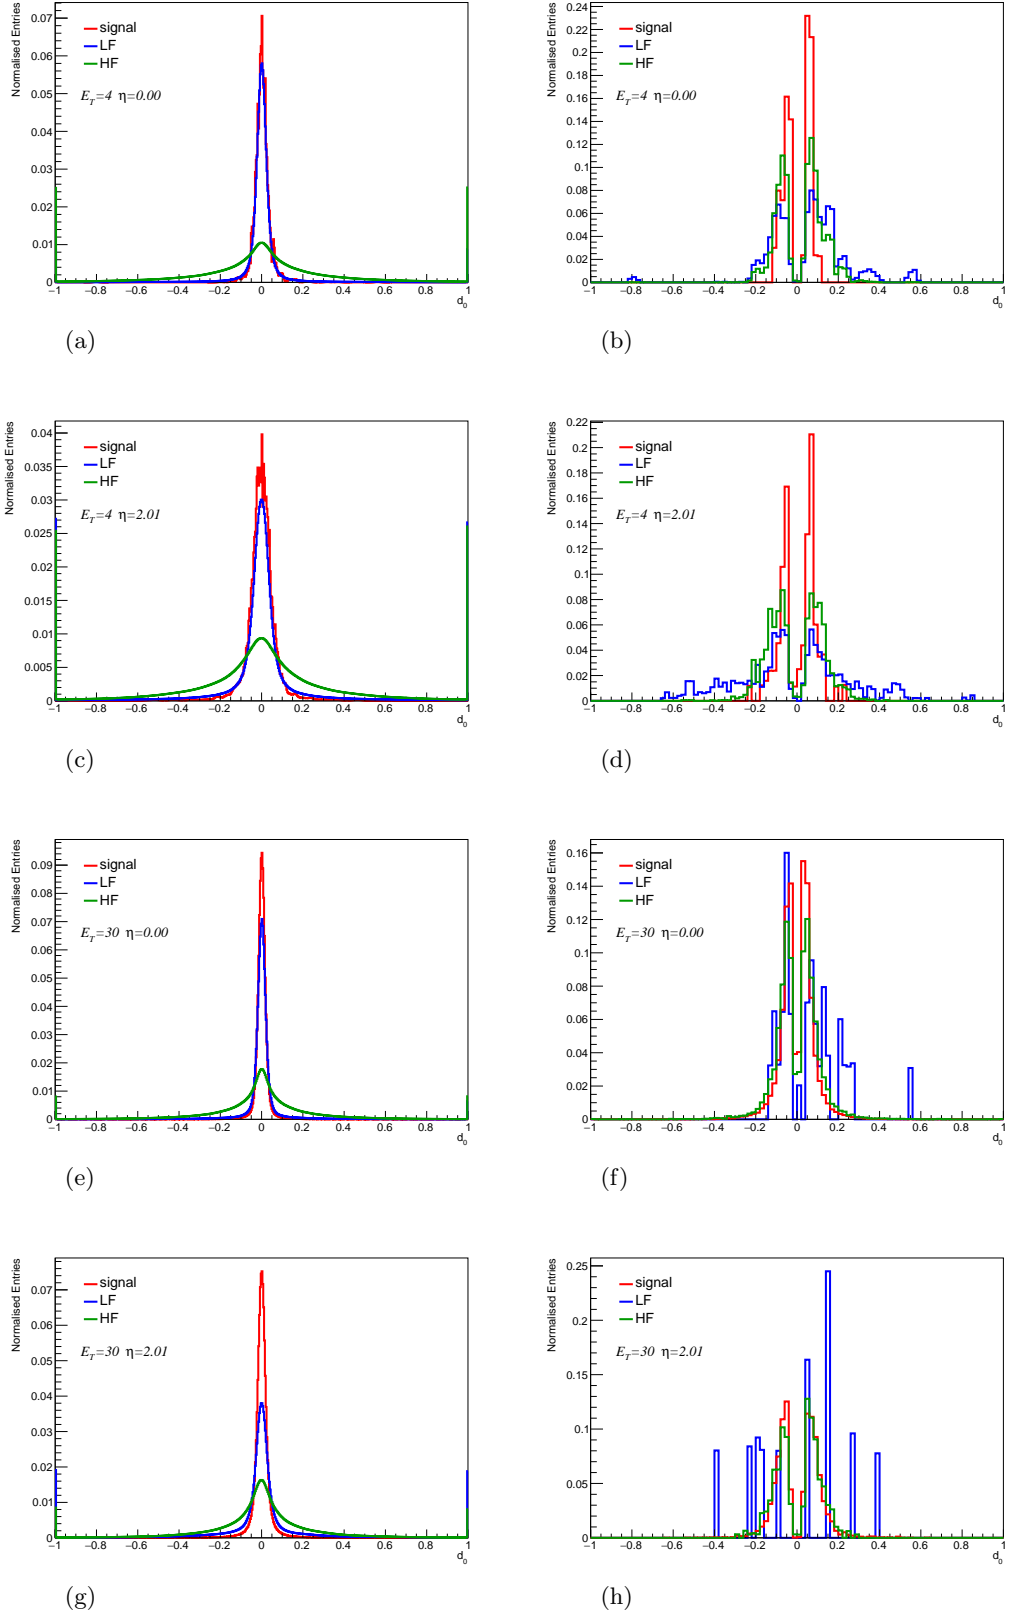 Normalised Entries
0.07
0.06
0.05
0.04
0.03
0.02
0.01
0
signal
LF
HF
E_T=4 η=0.00
−1 −0.8 −0.6 −0.4 −0.2 0 0.2 0.4 0.6 0.8 1
d_0
(a)
Normalised Entries
0.24
0.22
0.2
0.18
0.16
0.14
0.12
0.1
0.08
0.06
0.04
0.02
0
signal
LF
HF
E_T=4 η=0.00
−1 −0.8 −0.6 −0.4 −0.2 0 0.2 0.4 0.6 0.8 1
d_0
(b)
Normalised Entries
0.04
0.035
0.03
0.025
0.02
0.015
0.01
0.005
0
signal
LF
HF
E_T=4 η=2.01
−1 −0.8 −0.6 −0.4 −0.2 0 0.2 0.4 0.6 0.8 1
d_0
(c)
Normalised Entries
0.22
0.2
0.18
0.16
0.14
0.12
0.1
0.08
0.06
0.04
0.02
0
signal
LF
HF
E_T=4 η=2.01
−1 −0.8 −0.6 −0.4 −0.2 0 0.2 0.4 0.6 0.8 1
d_0
(d)
Normalised Entries
0.09
0.08
0.07
0.06
0.05
0.04
0.03
0.02
0.01
0
signal
LF
HF
E_T=30 η=0.00
−1 −0.8 −0.6 −0.4 −0.2 0 0.2 0.4 0.6 0.8 1
d_0
(e)
Normalised Entries
0.16
0.14
0.12
0.1
0.08
0.06
0.04
0.02
0
signal
LF
HF
E_T=30 η=0.00
−1 −0.8 −0.6 −0.4 −0.2 0 0.2 0.4 0.6 0.8 1
d_0
(f)
Normalised Entries
0.07
0.06
0.05
0.04
0.03
0.02
0.01
0
signal
LF
HF
E_T=30 η=2.01
−1 −0.8 −0.6 −0.4 −0.2 0 0.2 0.4 0.6 0.8 1
d_0
(g)
Normalised Entries
0.25
0.2
0.15
0.1
0.05
0
signal
LF
HF
E_T=30 η=2.01
−1 −0.8 −0.6 −0.4 −0.2 0 0.2 0.4 0.6 0.8 1
d_0
(h)